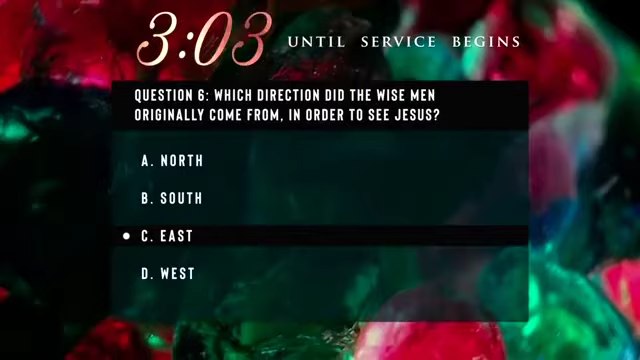 3:03 UNTIL SERVICE BEGINS
QUESTION 6: WHICH DIRECTION DID THE WISE MEN
ORIGINALLY COME FROM, IN ORDER TO SEE JESUS?
A. NORTH
B. SOUTH
C. EAST
D. WEST